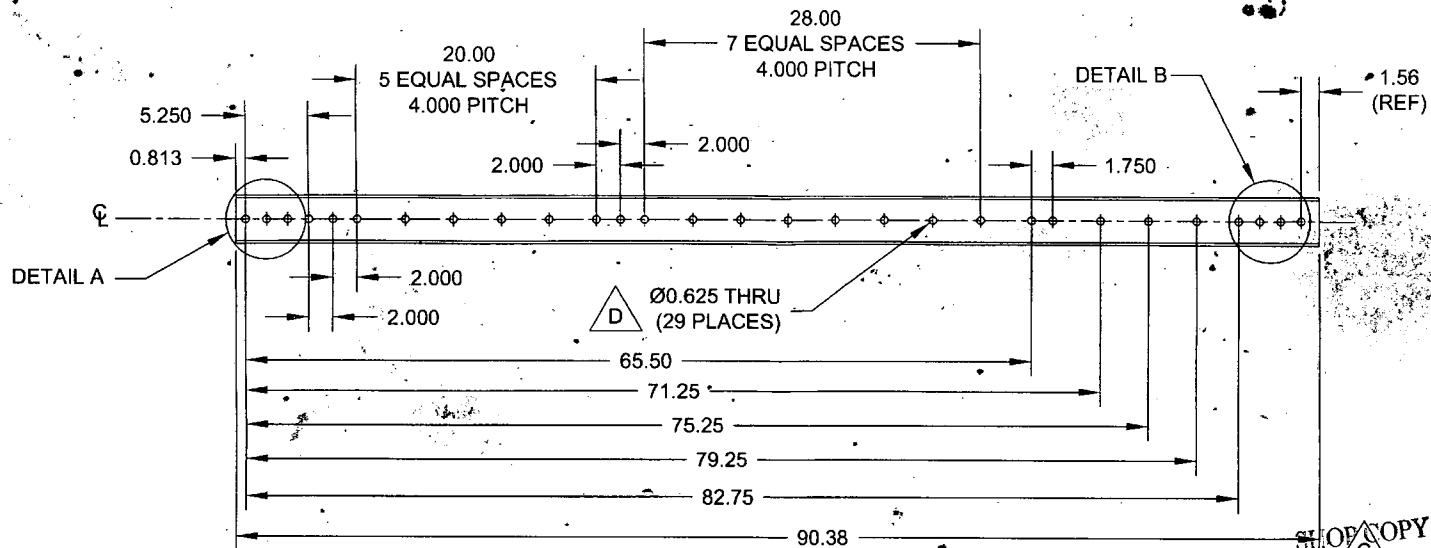 28.00
7 EQUAL SPACES
4.000 PITCH
20.00
5 EQUAL SPACES
4.000 PITCH
DETAIL B
1.56
(REF)
5.250
0.813
2.000
2.000
1.750
CL
DETAIL A
2.000
2.000
D
Ø0.625 THRU
(29 PLACES)
65.50
71.25
75.25
79.25
82.75
90.38
SHOP COPY